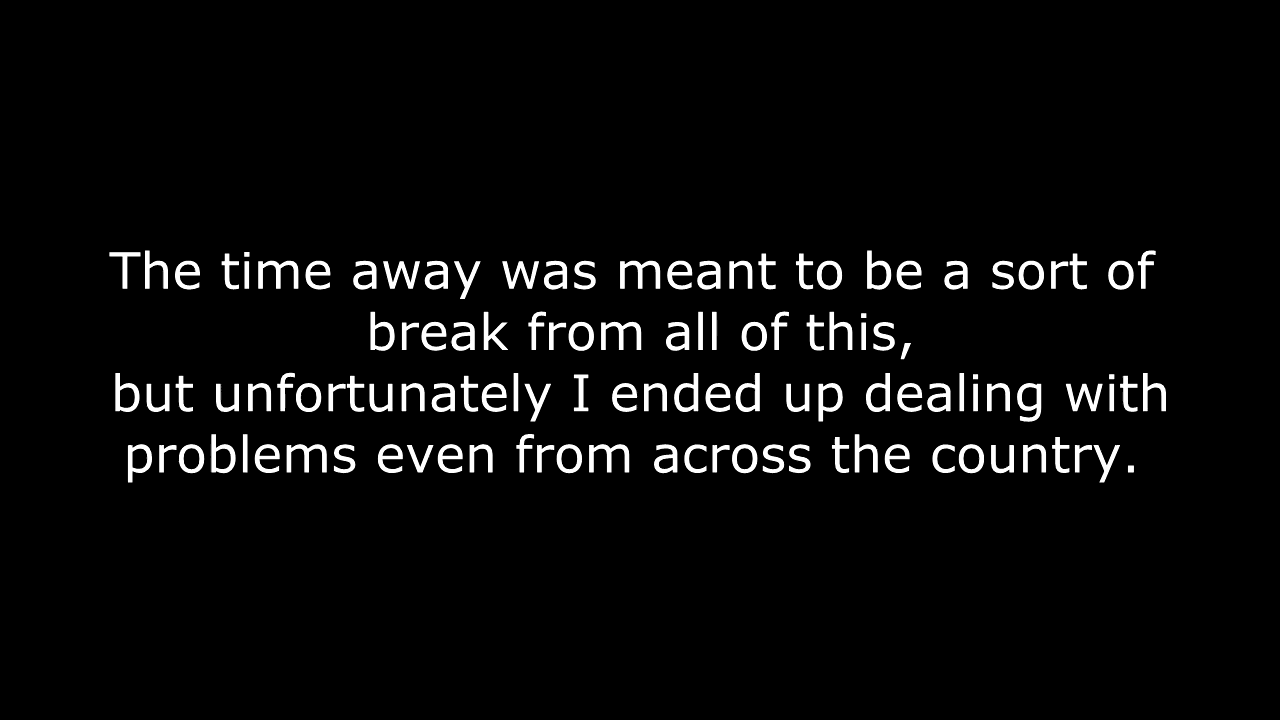 The time away was meant to be a sort of
break from all of this,
but unfortunately I ended up dealing with
problems even from across the country.